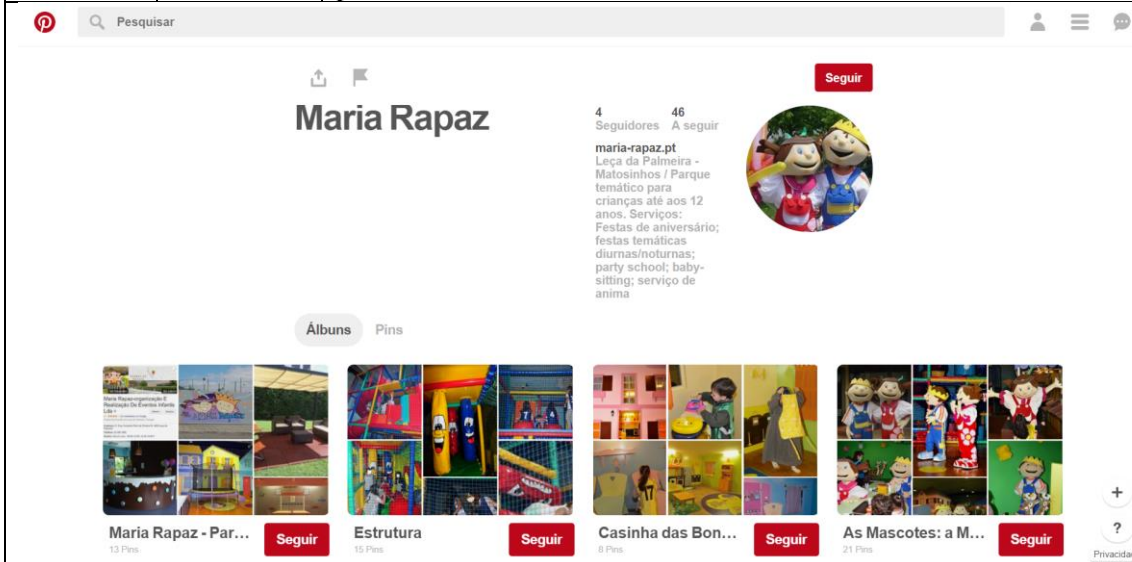 Pesquisar
Seguir
Maria Rapaz
4 46
Seguidores A seguir
maria-rapaz.pt
Leça da Palmeira -
Matosinhos / Parque
temático para
crianças até aos 12
anos. Serviços:
Festas de aniversário;
festas temáticas
diurnas/noturnas;
party school; baby-
sitting; serviço de
anima
Álbuns Pins
Maria Rapaz - Par...
13 Pins
Seguir
Estrutura
15 Pins
Seguir
Casinha das Bon...
8 Pins
Seguir
As Mascotes: a M...
21 Pins
Seguir
+
?
Privacidad